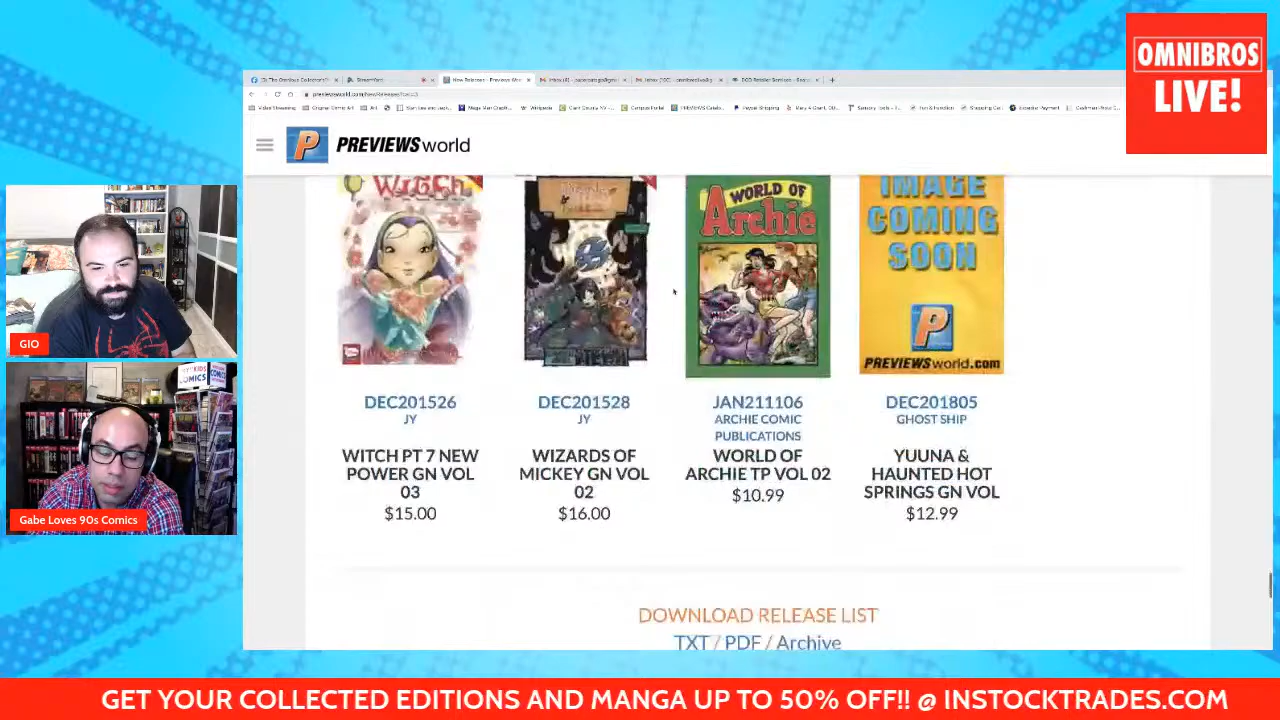 OMNIBROS
LIVE!
PREVIEWS world
WITCH
WORLD OF
Archie
IMAGE
COMING
SOON
P
PREVIEWSworld.com
DEC201526
JY
WITCH PT 7 NEW
POWER GN VOL
03
$15.00
DEC201528
JY
WIZARDS OF
MICKEY GN VOL
02
$16.00
JAN211106
ARCHIE COMIC
PUBLICATIONS
WORLD OF
ARCHIE TP VOL 02
$10.99
DEC201805
GHOST SHIP
YUUNA &
HAUNTED HOT
SPRINGS GN VOL
$12.99
DOWNLOAD RELEASE LIST
TXT / PDF / Archive
GIO
Gabe Loves 90s Comics
GET YOUR COLLECTED EDITIONS AND MANGA UP TO 50% OFF!! @ INSTOCKTRADES.COM